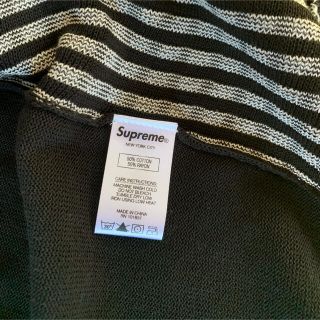 Supreme®
NEW YORK CITY
50% COTTON
50% RAYON
CARE INSTRUCTIONS:
MACHINE WASH COLD
DO NOT BLEACH
TUMBLE DRY LOW
IRON USING LOW HEAT
MADE IN CHINA